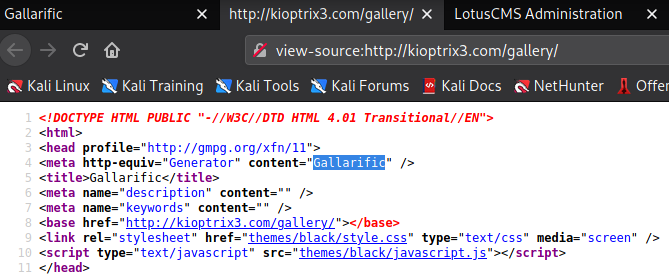 Gallarific × http://kioptrix3.com/gallery/ × LotusCMS Administration
view-source:http://kioptrix3.com/gallery/
Kali Linux Kali Training Kali Tools Kali Forums Kali Docs NetHunter Offen
1 <!DOCTYPE HTML PUBLIC "-//W3C//DTD HTML 4.01 Transitional//EN">
2 <html>
3 <head profile="http://gmpg.org/xfn/11">
4 <meta http-equiv="Generator" content="Gallarific" />
5 <title>Gallarific</title>
6 <meta name="description" content="" />
7 <meta name="keywords" content="" />
8 <base href="http://kioptrix3.com/gallery/"></base>
9 <link rel="stylesheet" href="themes/black/style.css" type="text/css" media="screen" />
10 <script type="text/javascript" src="themes/black/javascript.js"></script>
11 </head>